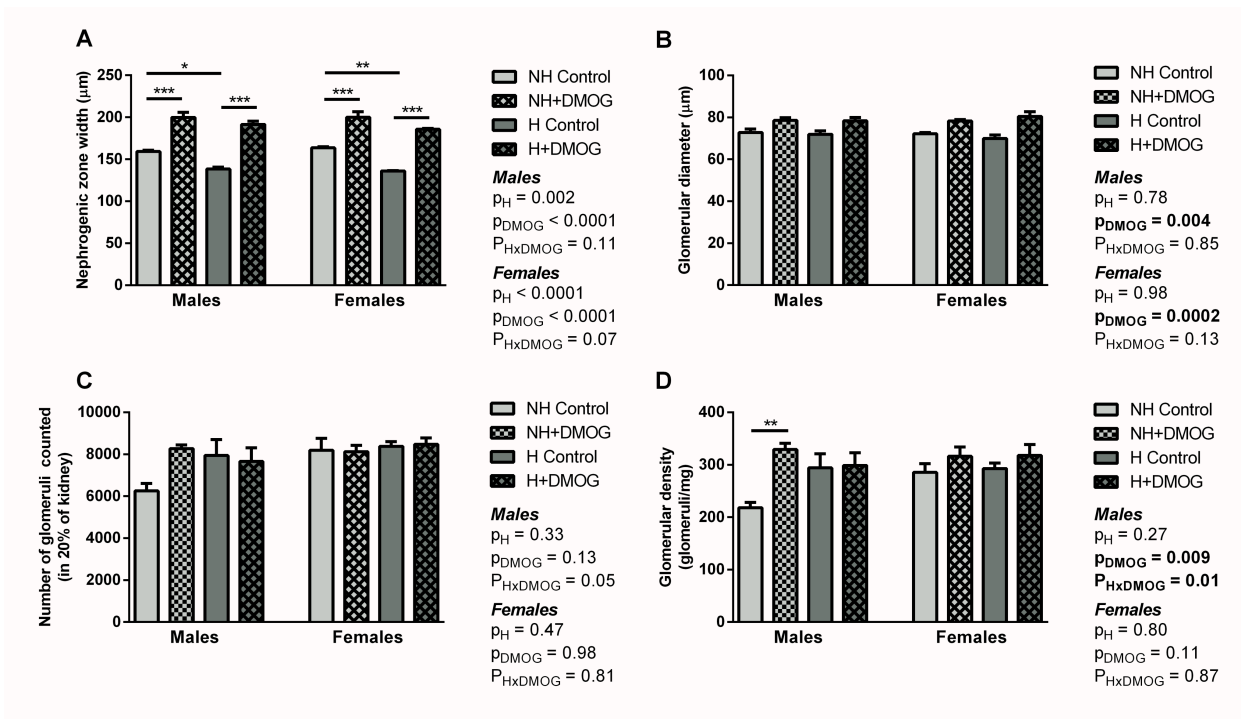 A
Nephrogenic zone width (μm)
250
200
150
100
50
0
*
***
***
**
***
***
Males
Females
NH Control
NH+DMOG
H Control
H+DMOG
Males
pH = 0.002
pDMOG < 0.0001
PHxDMOG = 0.11
Females
pH < 0.0001
pDMOG < 0.0001
PHxDMOG = 0.07
B
Glomerular diameter (μm)
100
80
60
40
20
0
Males
Females
NH Control
NH+DMOG
H Control
H+DMOG
Males
pH = 0.78
pDMOG = 0.004
PHxDMOG = 0.85
Females
pH = 0.98
pDMOG = 0.0002
PHxDMOG = 0.13
C
Number of glomeruli counted
(in 20% of kidney)
10000
8000
6000
4000
2000
0
Males
Females
NH Control
NH+DMOG
H Control
H+DMOG
Males
pH = 0.33
pDMOG = 0.13
PHxDMOG = 0.05
Females
pH = 0.47
pDMOG = 0.98
PHxDMOG = 0.81
D
Glomerular density
(glomeruli/mg)
400
300
200
100
0
**
Males
Females
NH Control
NH+DMOG
H Control
H+DMOG
Males
pH = 0.27
pDMOG = 0.009
PHxDMOG = 0.01
Females
pH = 0.80
pDMOG = 0.11
PHxDMOG = 0.87